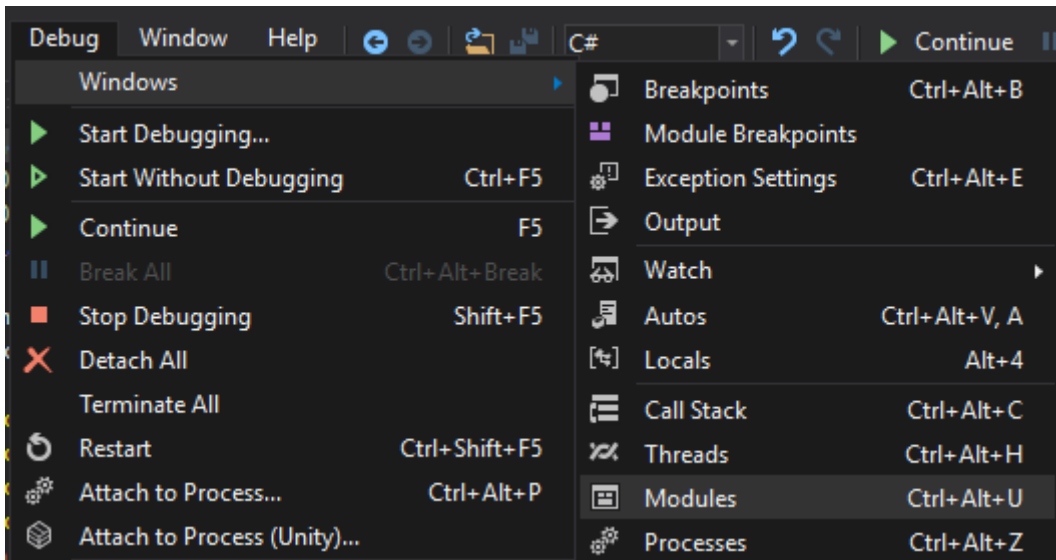 Debug Window Help C# Continue
Windows
Start Debugging...
Start Without Debugging Ctrl+F5
Continue F5
Break All Ctrl+Alt+Break
Stop Debugging Shift+F5
Detach All
Terminate All
Restart Ctrl+Shift+F5
Attach to Process... Ctrl+Alt+P
Attach to Process (Unity)...
Breakpoints Ctrl+Alt+B
Module Breakpoints
Exception Settings Ctrl+Alt+E
Output
Watch
Autos Ctrl+Alt+V, A
Locals Alt+4
Call Stack Ctrl+Alt+C
Threads Ctrl+Alt+H
Modules Ctrl+Alt+U
Processes Ctrl+Alt+Z